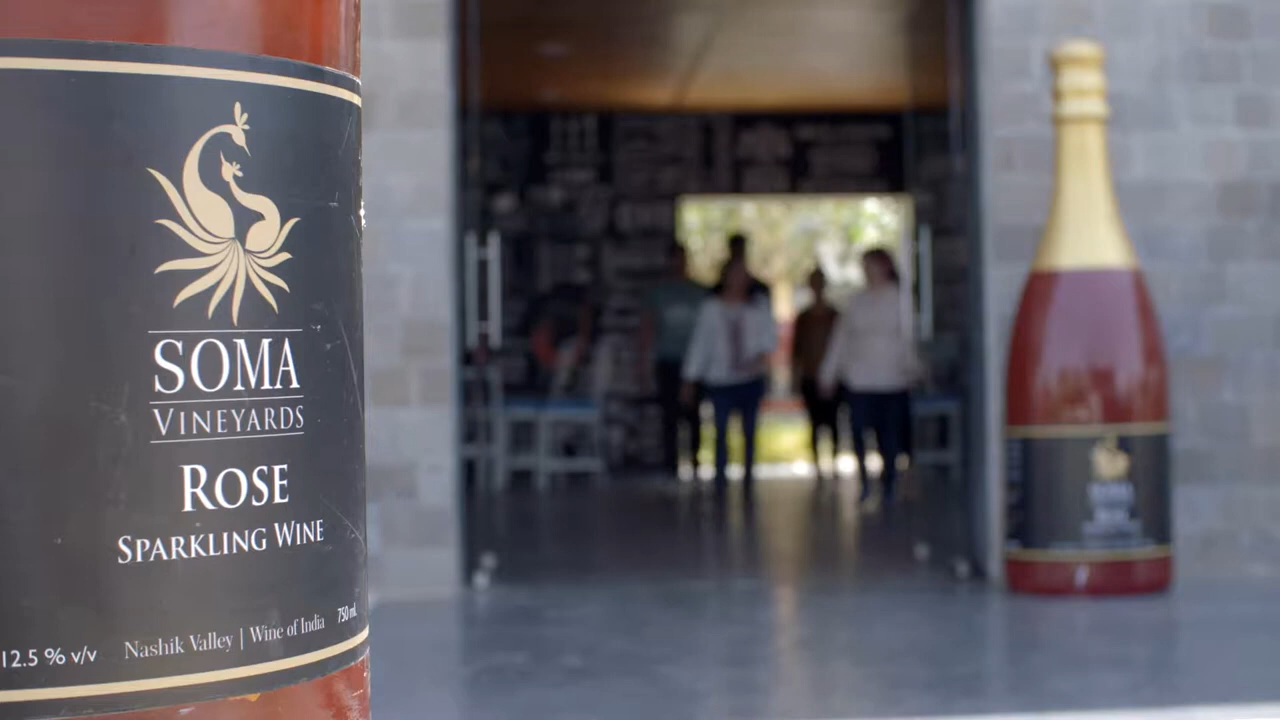 SOMA
VINEYARDS
ROSE
SPARKLING WINE
12.5 % v/v Nashik Valley | Wine of India 750 ml